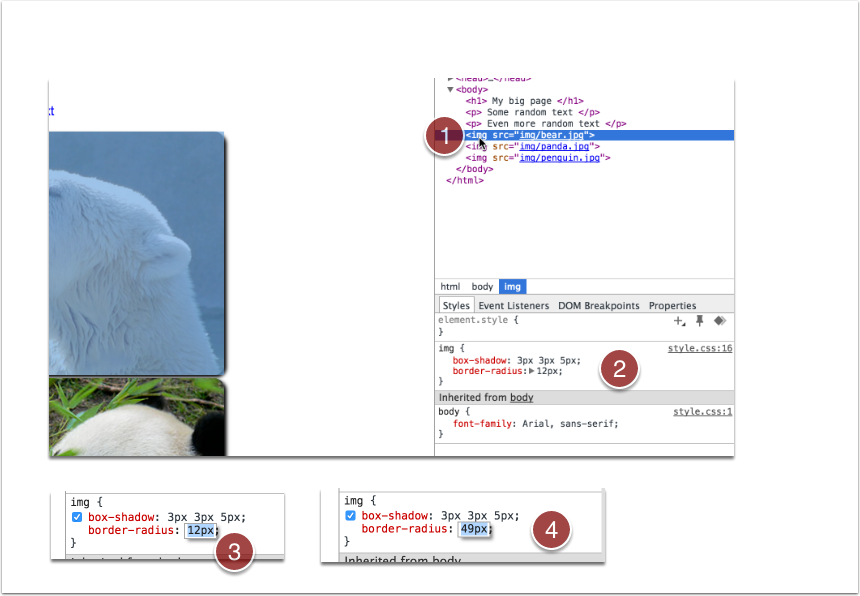 xt
▶<head>…</head>
▼<body>
<h1> My big page </h1>
<p> Some random text </p>
<p> Even more random text </p>
1
<img src="img/bear.jpg">
<img src="img/panda.jpg">
<img src="img/penguin.jpg">
</body>
</html>
html body img
Styles Event Listeners DOM Breakpoints Properties
element.style {
}
img { style.css:16
box-shadow: 3px 3px 5px;
border-radius:▶12px;
}
2
Inherited from body
body { style.css:1
font-family: Arial, sans-serif;
}
img {
box-shadow: 3px 3px 5px;
border-radius: 12px;
}
3
img {
box-shadow: 3px 3px 5px;
border-radius: 49px;
}
4
Inherited from body